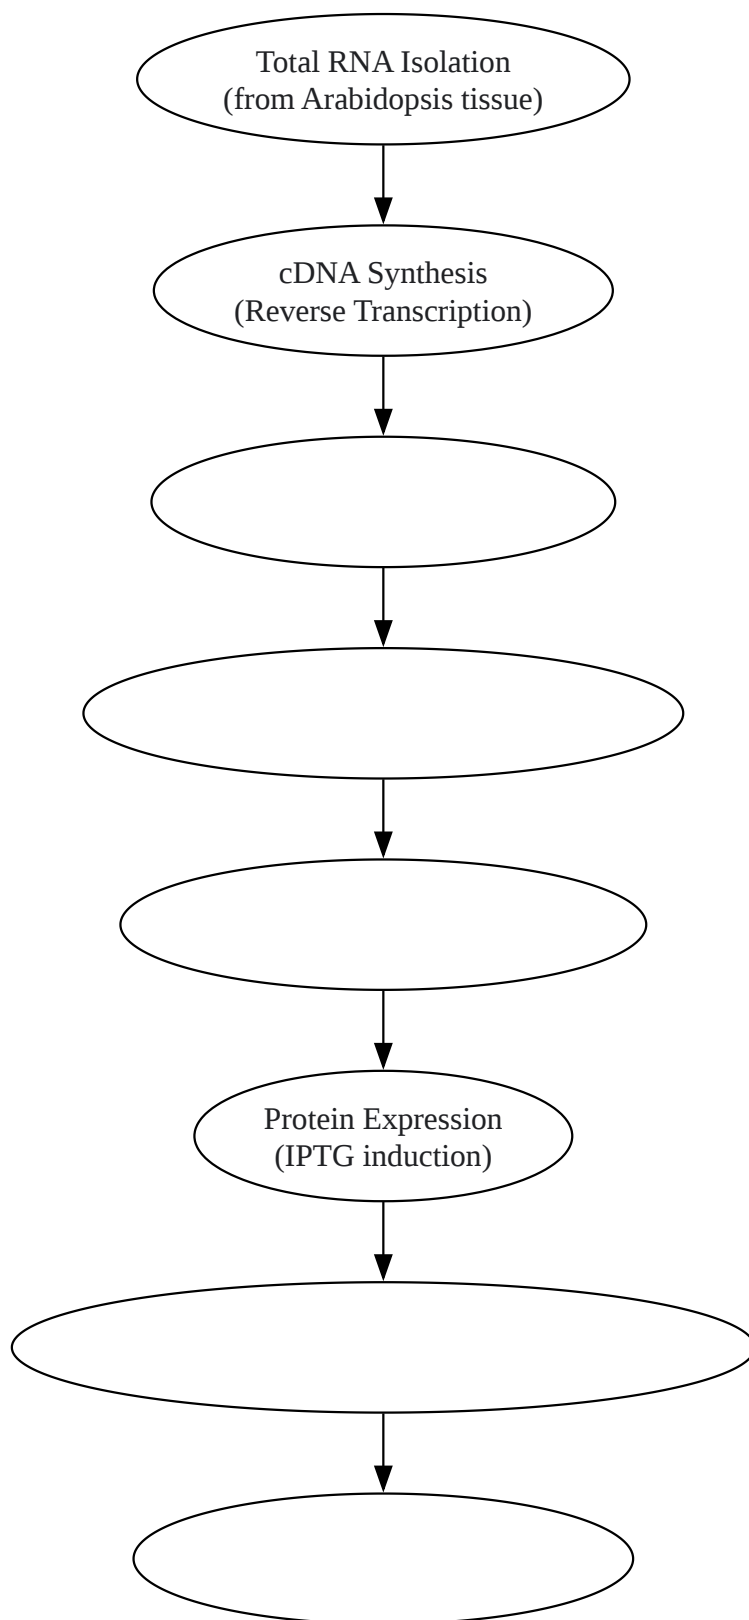 Total RNA Isolation
(from Arabidopsis tissue)
cDNA Synthesis
(Reverse Transcription)
Protein Expression
(IPTG induction)